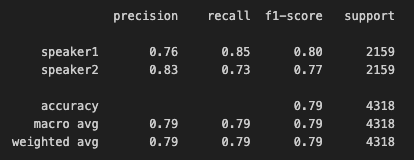 precision recall f1-score support
speaker1 0.76 0.85 0.80 2159
speaker2 0.83 0.73 0.77 2159
accuracy 0.79 4318
macro avg 0.79 0.79 0.79 4318
weighted avg 0.79 0.79 0.79 4318